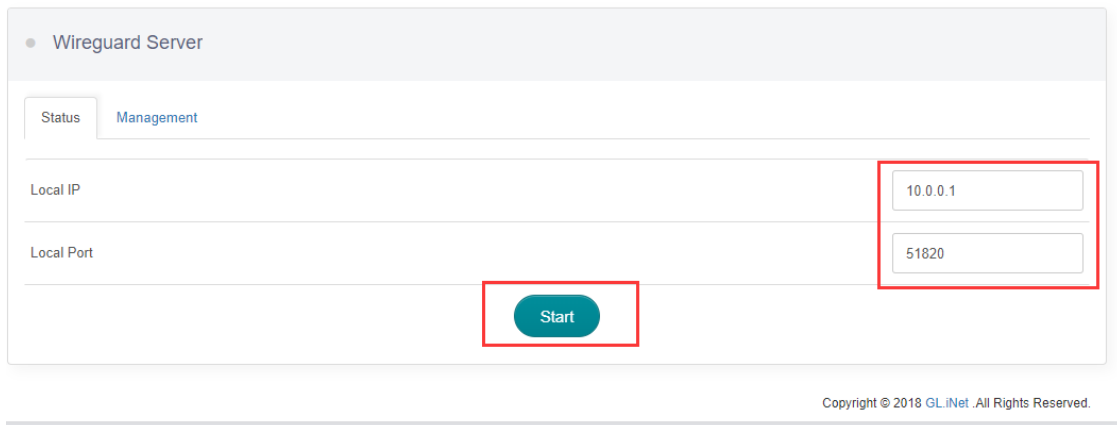 Wireguard Server
Status Management
Local IP 10.0.0.1
Local Port 51820
Start
Copyright © 2018 GL.iNet .All Rights Reserved.